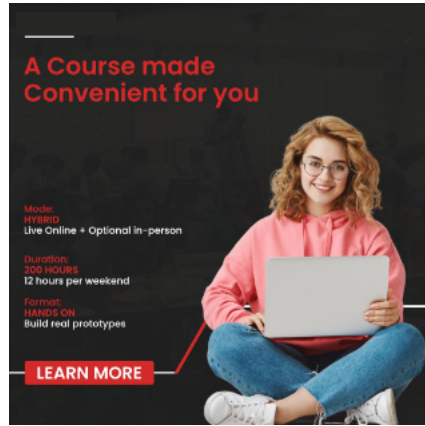 A Course made
Convenient for you
Mode:
HYBRID
Live Online + Optional in-person
Duration:
200 HOURS
12 hours per weekend
Format:
HANDS ON
Build real prototypes
LEARN MORE